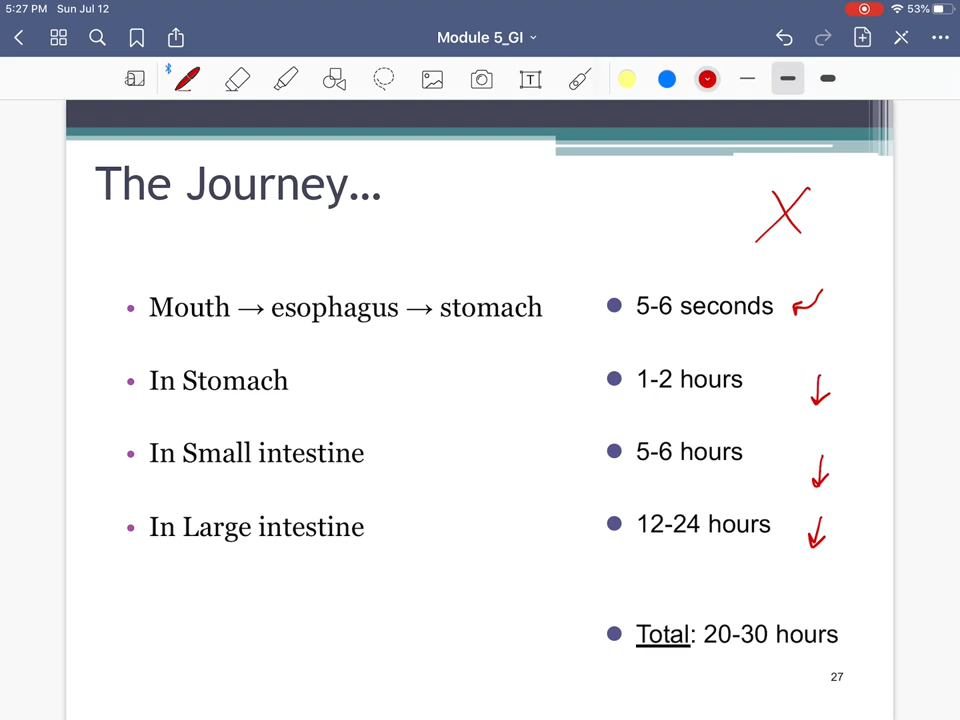 5:27 PM Sun Jul 12
53%
Module 5_GI
The Journey...
X
• Mouth → esophagus → stomach
• 5-6 seconds
• In Stomach
• 1-2 hours
• In Small intestine
• 5-6 hours
• In Large intestine
• 12-24 hours
• Total: 20-30 hours
27